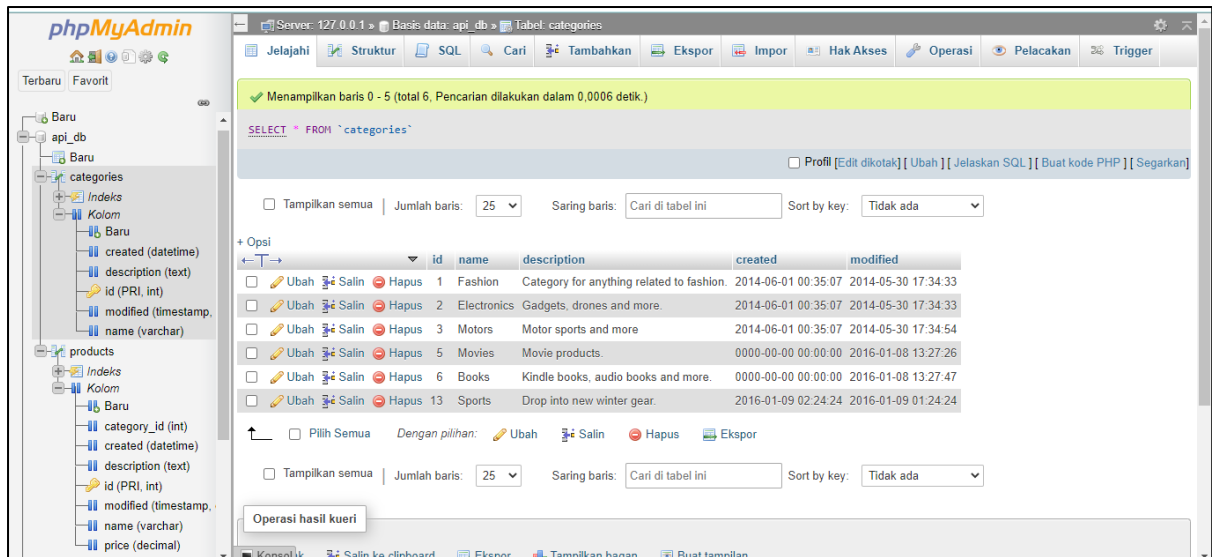 phpMyAdmin
Terbaru Favorit
Baru
api_db
Baru
categories
Indeks
Kolom
Baru
created (datetime)
description (text)
id (PRI, int)
modified (timestamp,
name (varchar)
products
Indeks
Kolom
Baru
category_id (int)
created (datetime)
description (text)
id (PRI, int)
modified (timestamp,
name (varchar)
price (decimal)
Server: 127.0.0.1 » Basis data: api_db » Tabel: categories
Jelajahi Struktur SQL Cari Tambahkan Ekspor Impor Hak Akses Operasi Pelacakan Trigger
Menampilkan baris 0 - 5 (total 6, Pencarian dilakukan dalam 0,0006 detik.)
SELECT * FROM `categories`
Profil [Edit dikotak] [ Ubah ] [ Jelaskan SQL ] [ Buat kode PHP ] [ Segarkan]
Tampilkan semua | Jumlah baris: 25 Saring baris: Cari di tabel ini Sort by key: Tidak ada
+ Opsi
←T→ id name description created modified
Ubah Salin Hapus 1 Fashion Category for anything related to fashion. 2014-06-01 00:35:07 2014-05-30 17:34:33
Ubah Salin Hapus 2 Electronics Gadgets, drones and more. 2014-06-01 00:35:07 2014-05-30 17:34:33
Ubah Salin Hapus 3 Motors Motor sports and more 2014-06-01 00:35:07 2014-05-30 17:34:54
Ubah Salin Hapus 5 Movies Movie products. 0000-00-00 00:00:00 2016-01-08 13:27:26
Ubah Salin Hapus 6 Books Kindle books, audio books and more. 0000-00-00 00:00:00 2016-01-08 13:27:47
Ubah Salin Hapus 13 Sports Drop into new winter gear. 2016-01-09 02:24:24 2016-01-09 01:24:24
Pilih Semua Dengan pilihan: Ubah Salin Hapus Ekspor
Tampilkan semua | Jumlah baris: 25 Saring baris: Cari di tabel ini Sort by key: Tidak ada
Operasi hasil kueri
Konsol Salin ke clipboard Ekspor Tampilkan bagan Buat tampilan